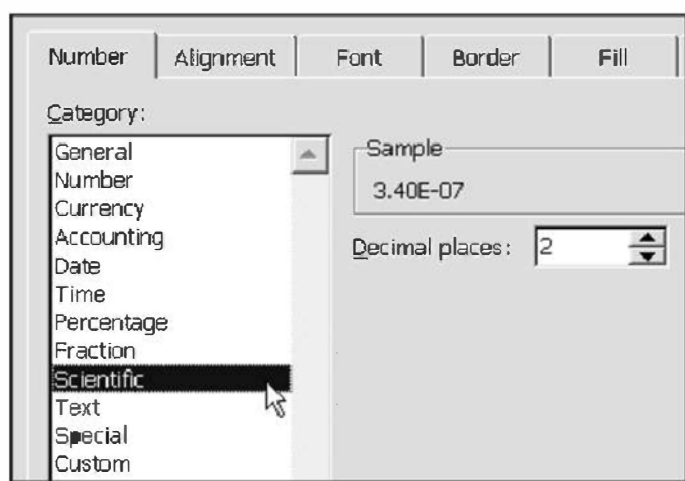 Number Alignment Font Border Fill
Category:
General
Number
Currency
Accounting
Date
Time
Percentage
Fraction
Scientific
Text
Special
Custom
Sample
3.40E-07
Decimal places: 2